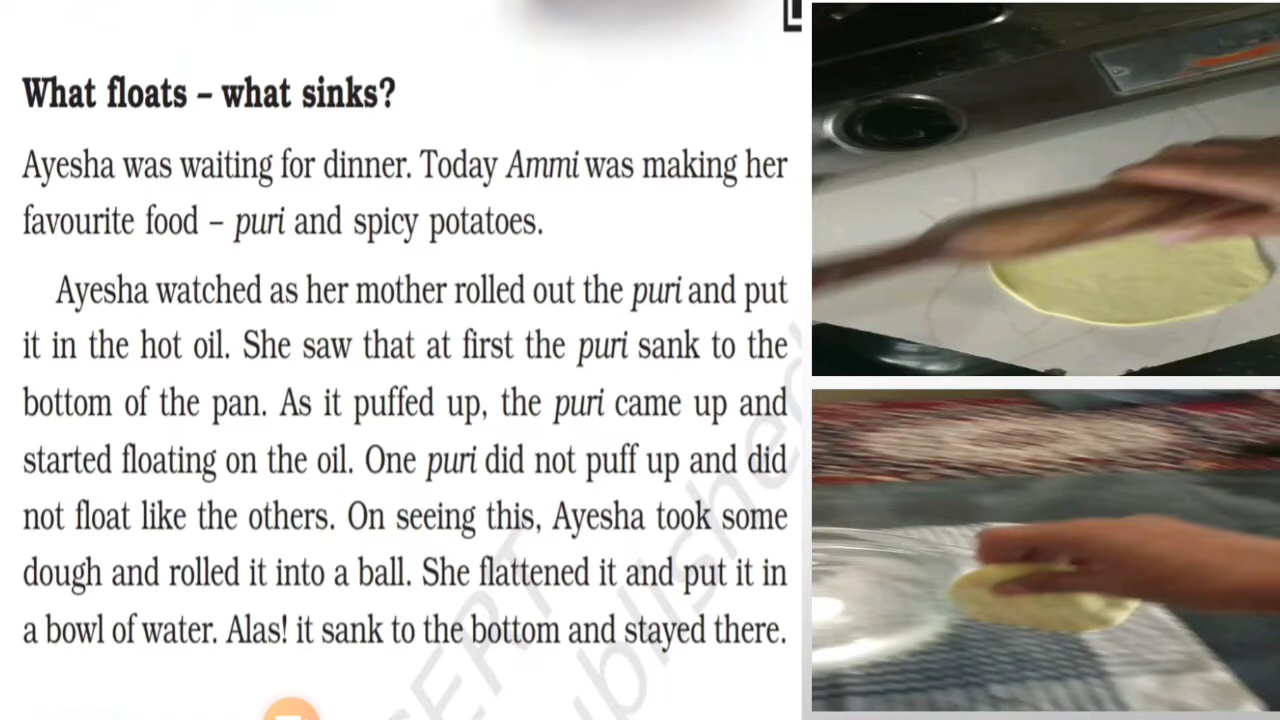 What floats – what sinks?
Ayesha was waiting for dinner. Today Ammi was making her
favourite food – puri and spicy potatoes.
Ayesha watched as her mother rolled out the puri and put
it in the hot oil. She saw that at first the puri sank to the
bottom of the pan. As it puffed up, the puri came up and
started floating on the oil. One puri did not puff up and did
not float like the others. On seeing this, Ayesha took some
dough and rolled it into a ball. She flattened it and put it in
a bowl of water. Alas! it sank to the bottom and stayed there.